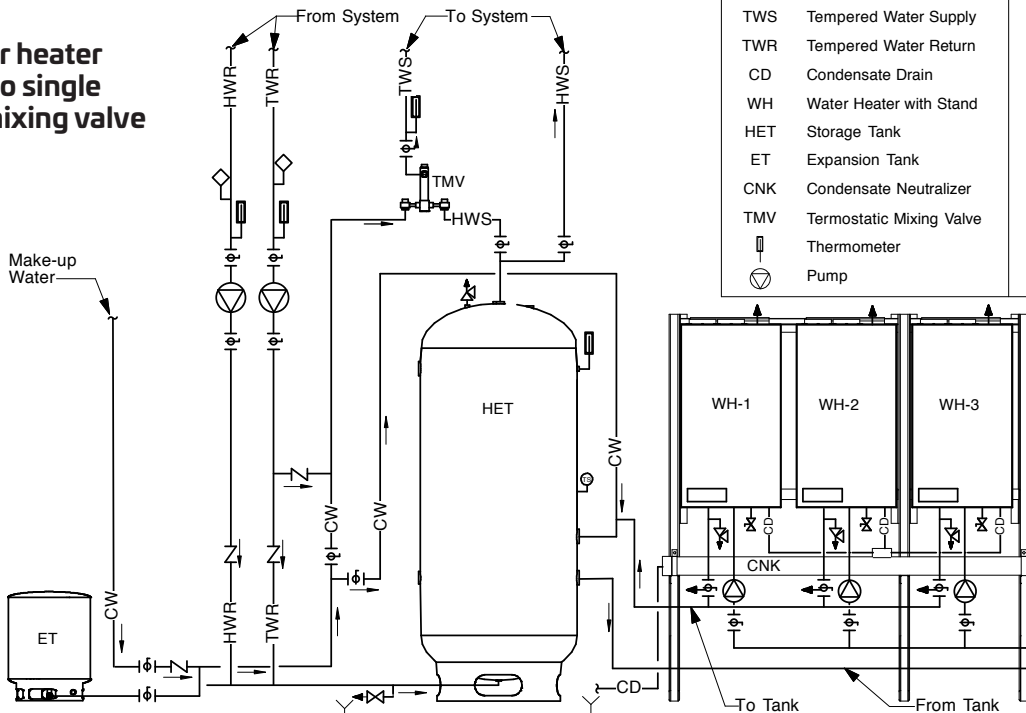 From System
To System
r heater
o single
nixing valve
HWR
TWR
TWS
HWS
TMV
HWS
Make-up
Water
HET
CW
CW
CW
CW
TS
HWR
TWR
ET
CD
To Tank
From Tank
WH-1
WH-2
WH-3
CD
CD
CD
CNK
TWS Tempered Water Supply
TWR Tempered Water Return
CD Condensate Drain
WH Water Heater with Stand
HET Storage Tank
ET Expansion Tank
CNK Condensate Neutralizer
TMV Termostatic Mixing Valve
Thermometer
Pump